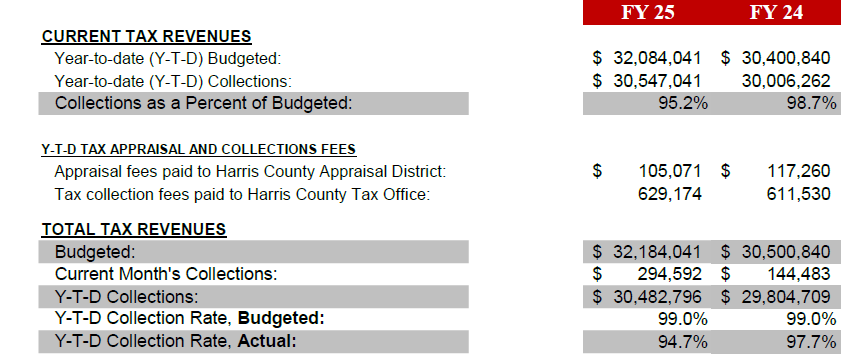 FY 25 FY 24
CURRENT TAX REVENUES
Year-to-date (Y-T-D) Budgeted: $ 32,084,041 $ 30,400,840
Year-to-date (Y-T-D) Collections: $ 30,547,041 30,006,262
Collections as a Percent of Budgeted: 95.2% 98.7%
Y-T-D TAX APPRAISAL AND COLLECTIONS FEES
Appraisal fees paid to Harris County Appraisal District: $ 105,071 $ 117,260
Tax collection fees paid to Harris County Tax Office: 629,174 611,530
TOTAL TAX REVENUES
Budgeted: $ 32,184,041 $ 30,500,840
Current Month's Collections: $ 294,592 $ 144,483
Y-T-D Collections: $ 30,482,796 $ 29,804,709
Y-T-D Collection Rate, Budgeted: 99.0% 99.0%
Y-T-D Collection Rate, Actual: 94.7% 97.7%